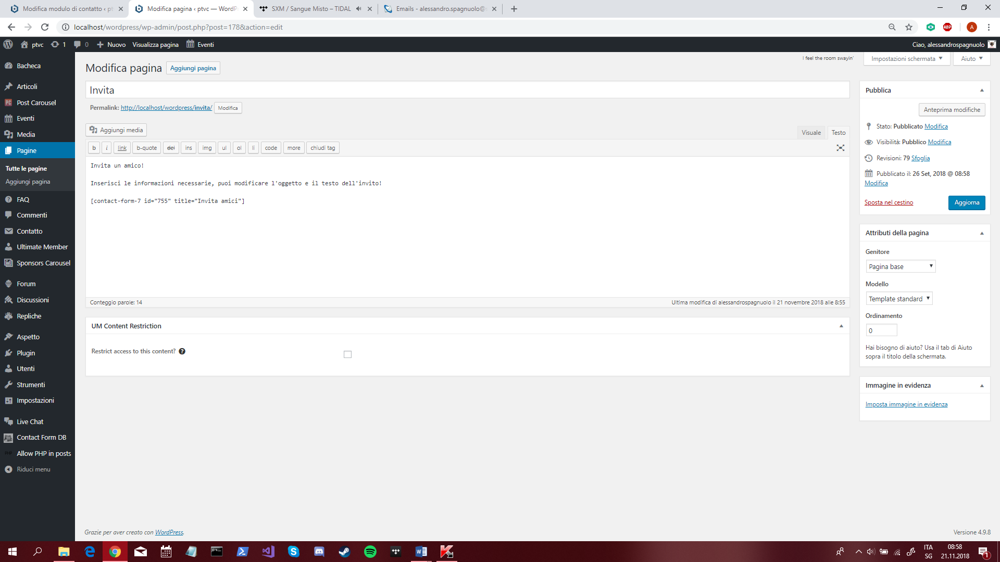 Modifica modulo di contatto ‹ pt
Modifica pagina ‹ ptvc — WordP
SXM / Sangue Misto – TIDAL
Emails - alessandro.spagnuolo@
localhost/wordpress/wp-admin/post.php?post=178&action=edit
ABP
A
ptvc
1
0
Nuovo
Visualizza pagina
Eventi
Ciao, alessandrospagnuolo
Bacheca
Articoli
PC
Post Carousel
Eventi
Media
Pagine
Tutte le pagine
Aggiungi pagina
FAQ
Commenti
Contatto
Ultimate Member
Sponsors Carousel
Forum
Discussioni
Repliche
Aspetto
Plugin
Utenti
Strumenti
Impostazioni
Live Chat
Contact Form DB
PHP
Allow PHP in posts
Riduci menu
I feel the room swayin'
Impostazioni schermata
Aiuto
Modifica pagina
Aggiungi pagina
Invita
Permalink: http://localhost/wordpress/invita/ Modifica
Aggiungi media
Visuale
Testo
b
i
link
b-quote
del
ins
img
ul
ol
li
code
more
chiudi tag
Invita un amico!
Inserisci le informazioni necessarie, puoi modificare l'oggetto e il testo dell'invito!
[contact-form-7 id="755" title="Invita amici"]
Conteggio parole: 14
Ultima modifica di alessandrospagnuolo il 21 novembre 2018 alle 8:55
UM Content Restriction
Restrict access to this content?
Pubblica
Anteprima modifiche
Stato: Pubblicato Modifica
Visibilità: Pubblico Modifica
Revisioni: 79 Sfoglia
Pubblicato il: 26 Set, 2018 @ 08:58
Modifica
Sposta nel cestino
Aggiorna
Attributi della pagina
Genitore
Pagina base
Modello
Template standard
Ordinamento
0
Hai bisogno di aiuto? Usa il tab di Aiuto
sopra il titolo della schermata.
Immagine in evidenza
Imposta immagine in evidenza
Grazie per aver creato con WordPress.
Versione 4.9.8
ITA
SG
08:58
21.11.2018
1